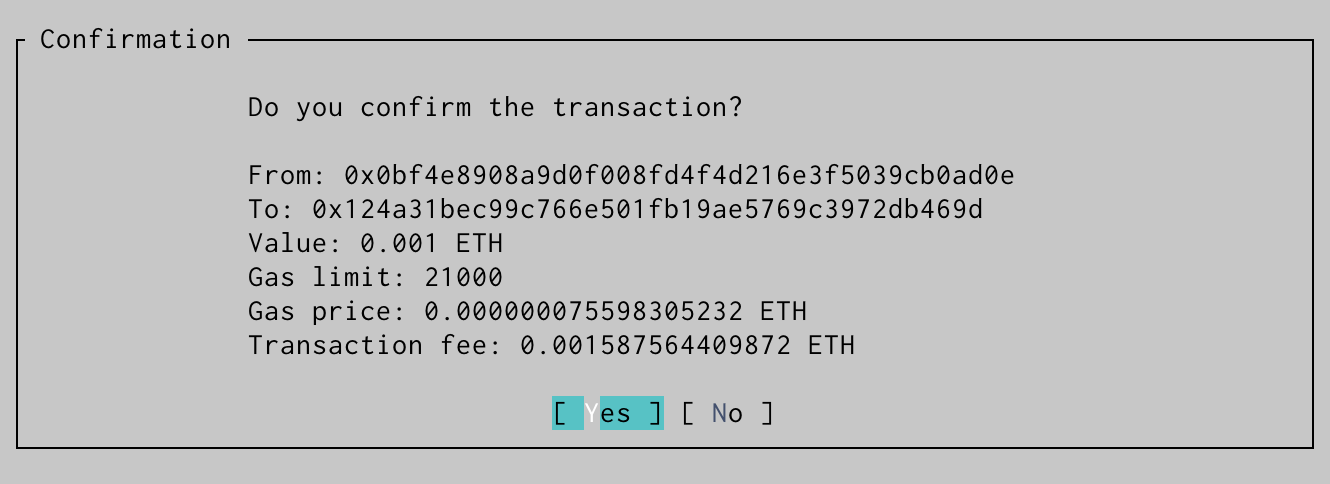 Confirmation
Do you confirm the transaction?
From: 0x0bf4e8908a9d0f008fd4f4d216e3f5039cb0ad0e
To: 0x124a31bec99c766e501fb19ae5769c3972db469d
Value: 0.001 ETH
Gas limit: 21000
Gas price: 0.000000075598305232 ETH
Transaction fee: 0.001587564409872 ETH
[ Yes ] [ No ]